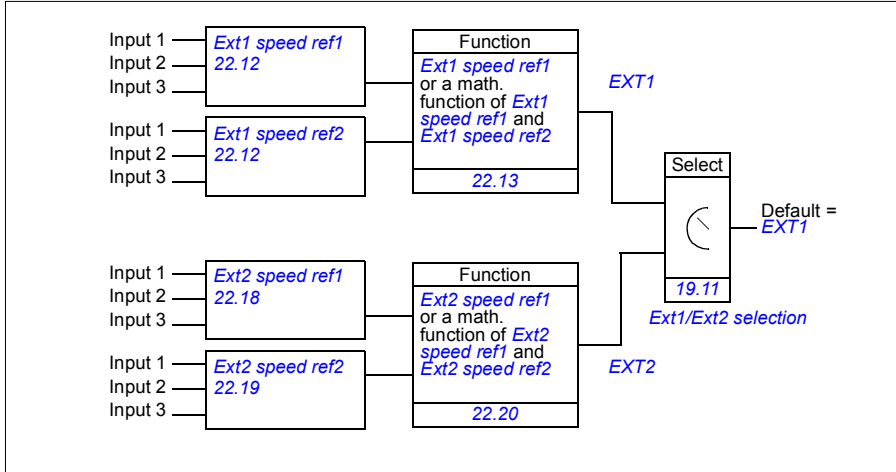 Input 1
Input 2
Input 3
Ext1 speed ref1
22.12
Input 1
Input 2
Input 3
Ext1 speed ref2
22.12
Function
Ext1 speed ref1
or a math.
function of Ext1
speed ref1 and
Ext1 speed ref2
22.13
EXT1
Select
19.11
Ext1/Ext2 selection
Default =
EXT1
Input 1
Input 2
Input 3
Ext2 speed ref1
22.18
Input 1
Input 2
Input 3
Ext2 speed ref2
22.19
Function
Ext2 speed ref1
or a math.
function of Ext2
speed ref1 and
Ext2 speed ref2
22.20
EXT2